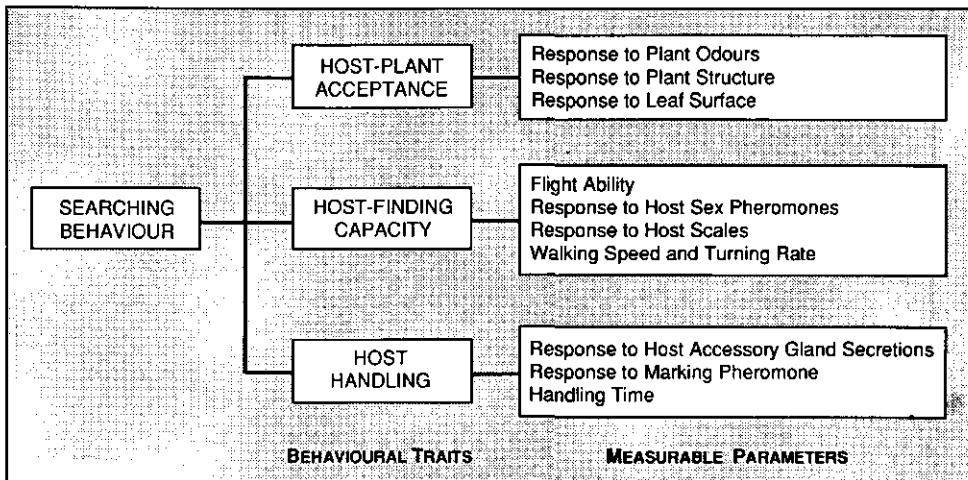 SEARCHING
BEHAVIOUR
HOST-PLANT
ACCEPTANCE
Response to Plant Odours
Response to Plant Structure
Response to Leaf Surface
HOST-FINDING
CAPACITY
Flight Ability
Response to Host Sex Pheromones
Response to Host Scales
Walking Speed and Turning Rate
HOST
HANDLING
Response to Host Accessory Gland Secretions
Response to Marking Pheromone
Handling Time
BEHAVIOURAL TRAITS
MEASURABLE PARAMETERS